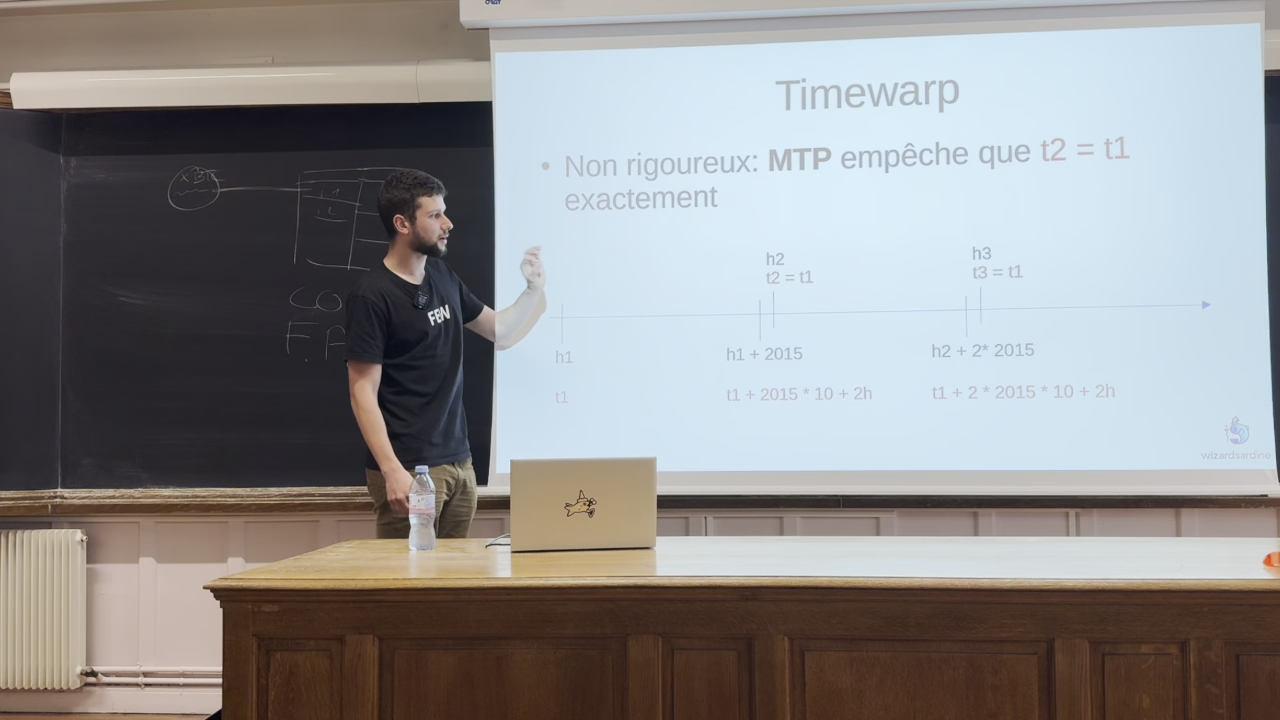 Timewarp
• Non rigoureux: MTP empêche que t2 = t1
exactement
h2
t2 = t1
h3
t3 = t1
h1
h1 + 2015
h2 + 2* 2015
t1
t1 + 2015 * 10 + 2h
t1 + 2 * 2015 * 10 + 2h
wizardsardine
CO